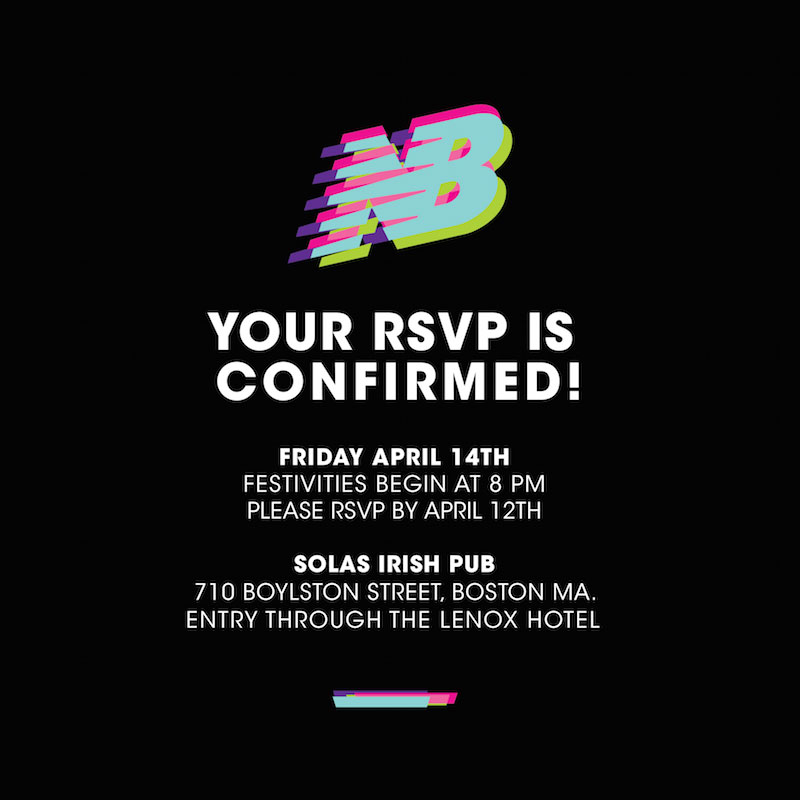 NB
YOUR RSVP IS
CONFIRMED!
FRIDAY APRIL 14TH
FESTIVITIES BEGIN AT 8 PM
PLEASE RSVP BY APRIL 12TH
SOLAS IRISH PUB
710 BOYLSTON STREET, BOSTON MA.
ENTRY THROUGH THE LENOX HOTEL